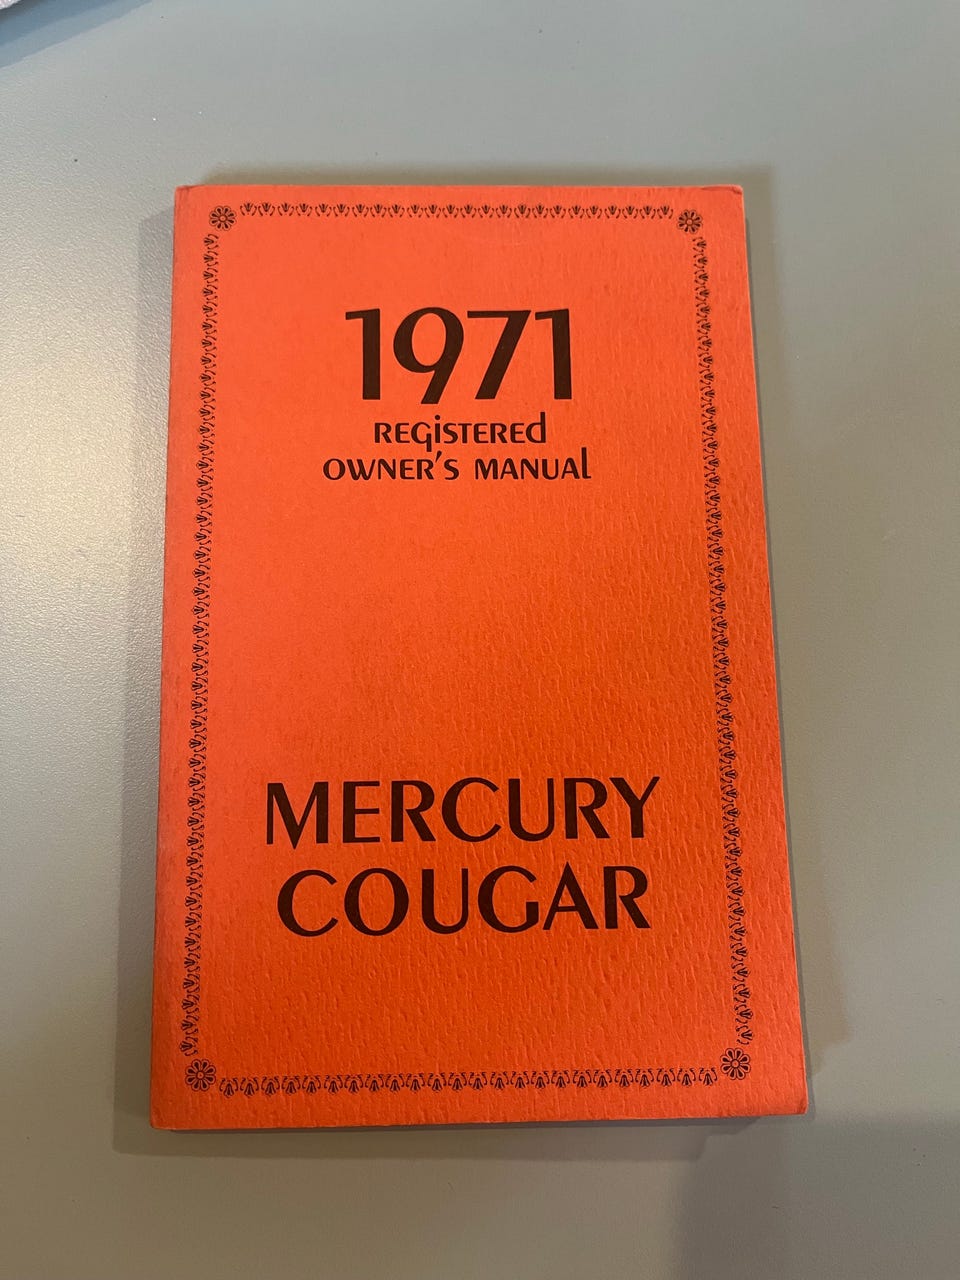 1971
REGISTERED
OWNER'S MANUAL
MERCURY
COUGAR